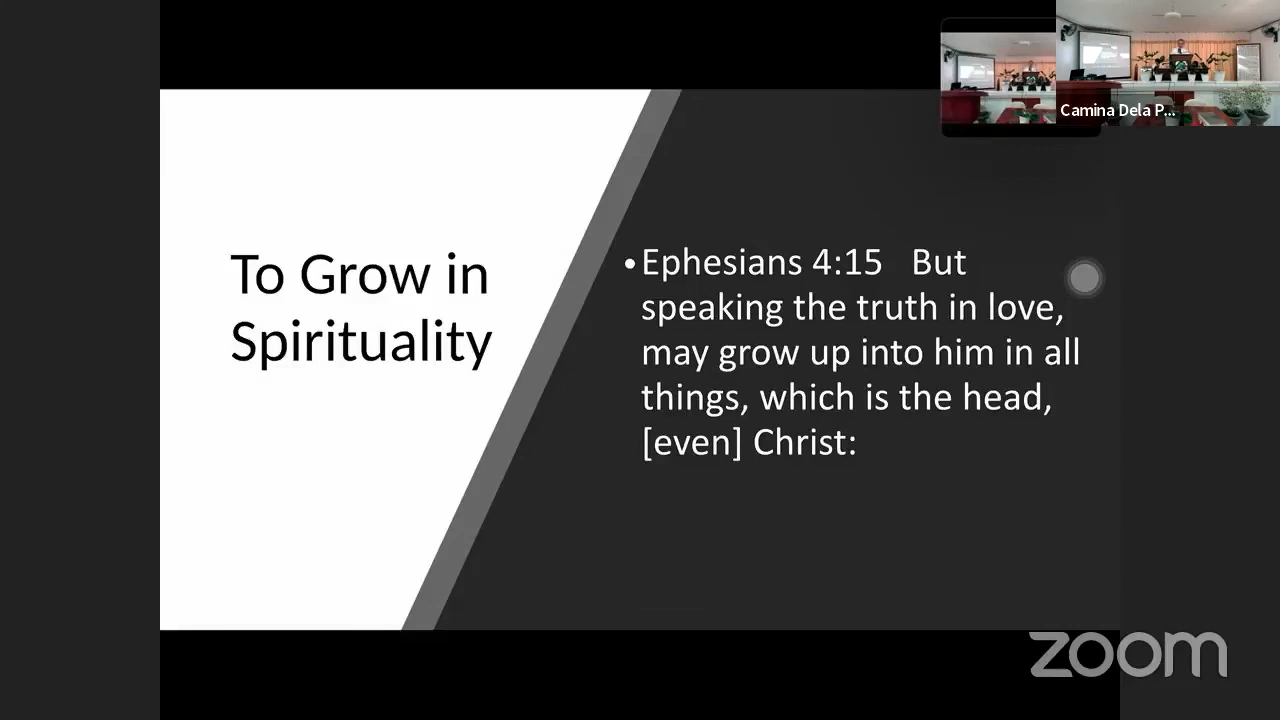 Camina Dela P...
To Grow in
Spirituality
•Ephesians 4:15 But
speaking the truth in love,
may grow up into him in all
things, which is the head,
[even] Christ:
zoom